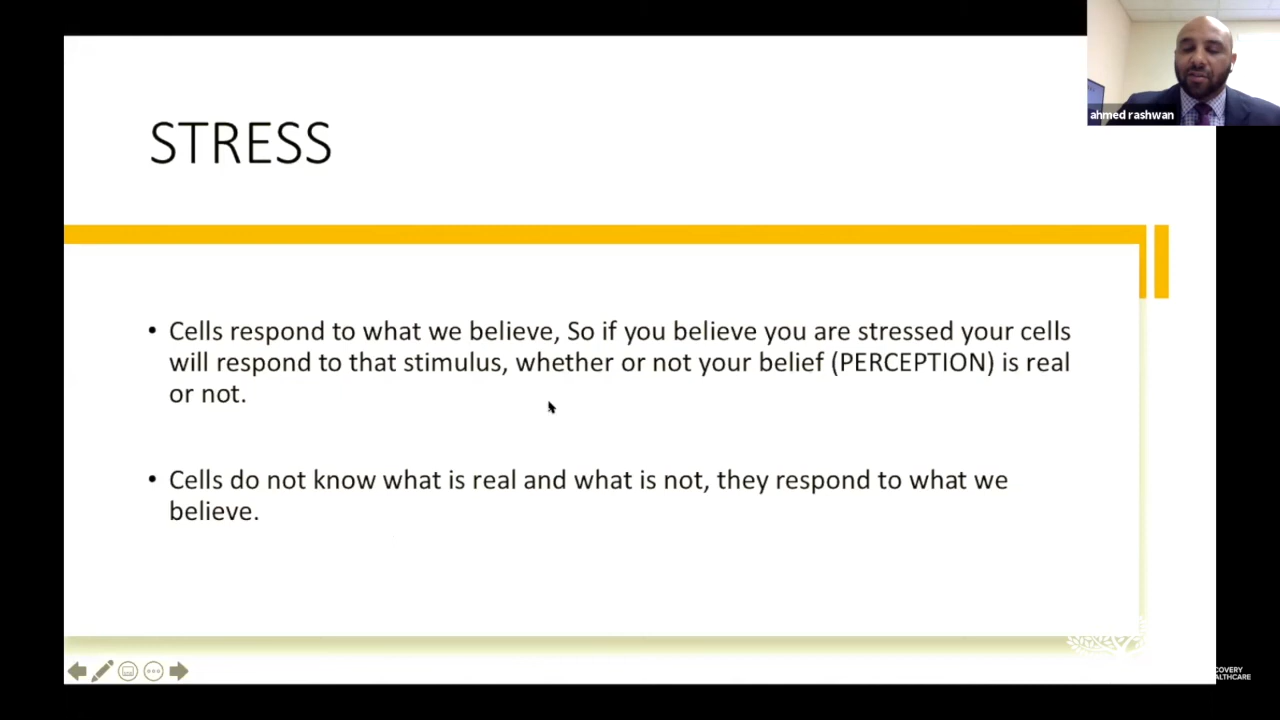 ahmed rashwan
STRESS
• Cells respond to what we believe, So if you believe you are stressed your cells
will respond to that stimulus, whether or not your belief (PERCEPTION) is real
or not.
• Cells do not know what is real and what is not, they respond to what we
believe.
COVERY
ALTHCARE